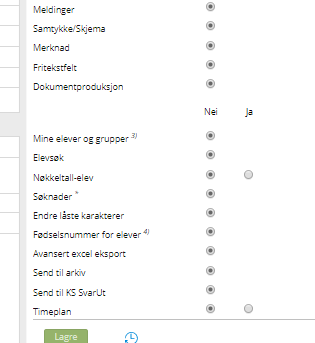 Meldinger
Samtykke/Skjema
Merknad
Fritekstfelt
Dokumentproduksjon
Nei Ja
Mine elever og grupper 3)
Elevsøk
Nøkkeltall-elev
Søknader *
Endre låste karakterer
Fødselsnummer for elever 4)
Avansert excel eksport
Send til arkiv
Send til KS SvarUt
Timeplan
Lagre